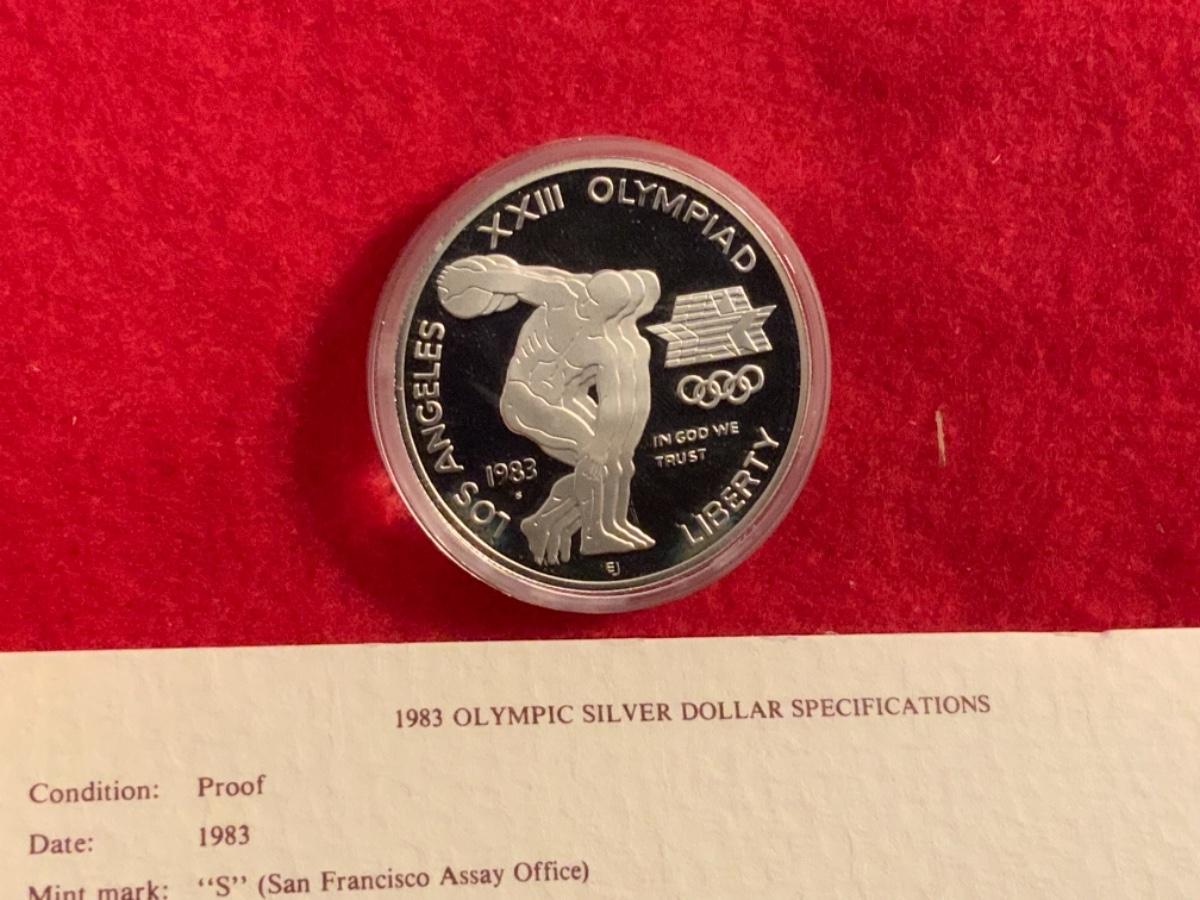 XXIII OLYMPIAD
LOS ANGELES
1983
S
IN GOD WE
TRUST
LIBERTY
EJ
1983 OLYMPIC SILVER DOLLAR SPECIFICATIONS
Condition: Proof
Date: 1983
Mint mark: “S” (San Francisco Assay Office)